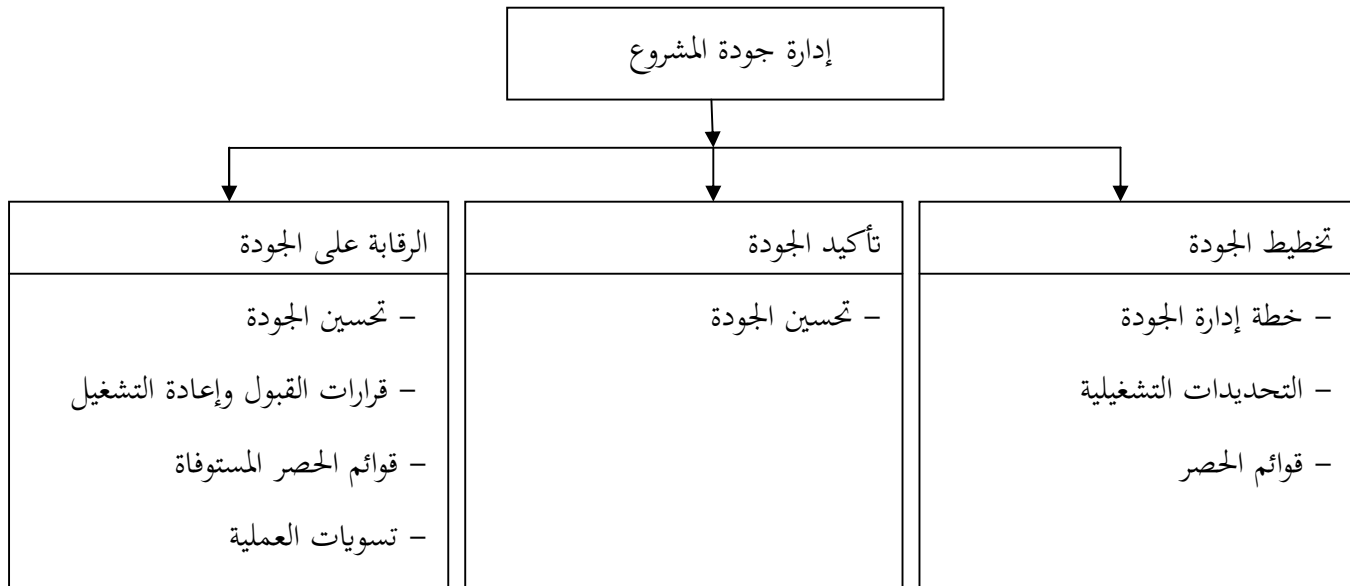 إدارة جودة المشروع
تخطيط الجودة
– خطة إدارة الجودة
– التحديدات التشغيلية
– قوائم الحصر
تأكيد الجودة
– تحسين الجودة
الرقابة على الجودة
– تحسين الجودة
– قرارات القبول وإعادة التشغيل
– قوائم الحصر المستوفاة
– تسويات العملية